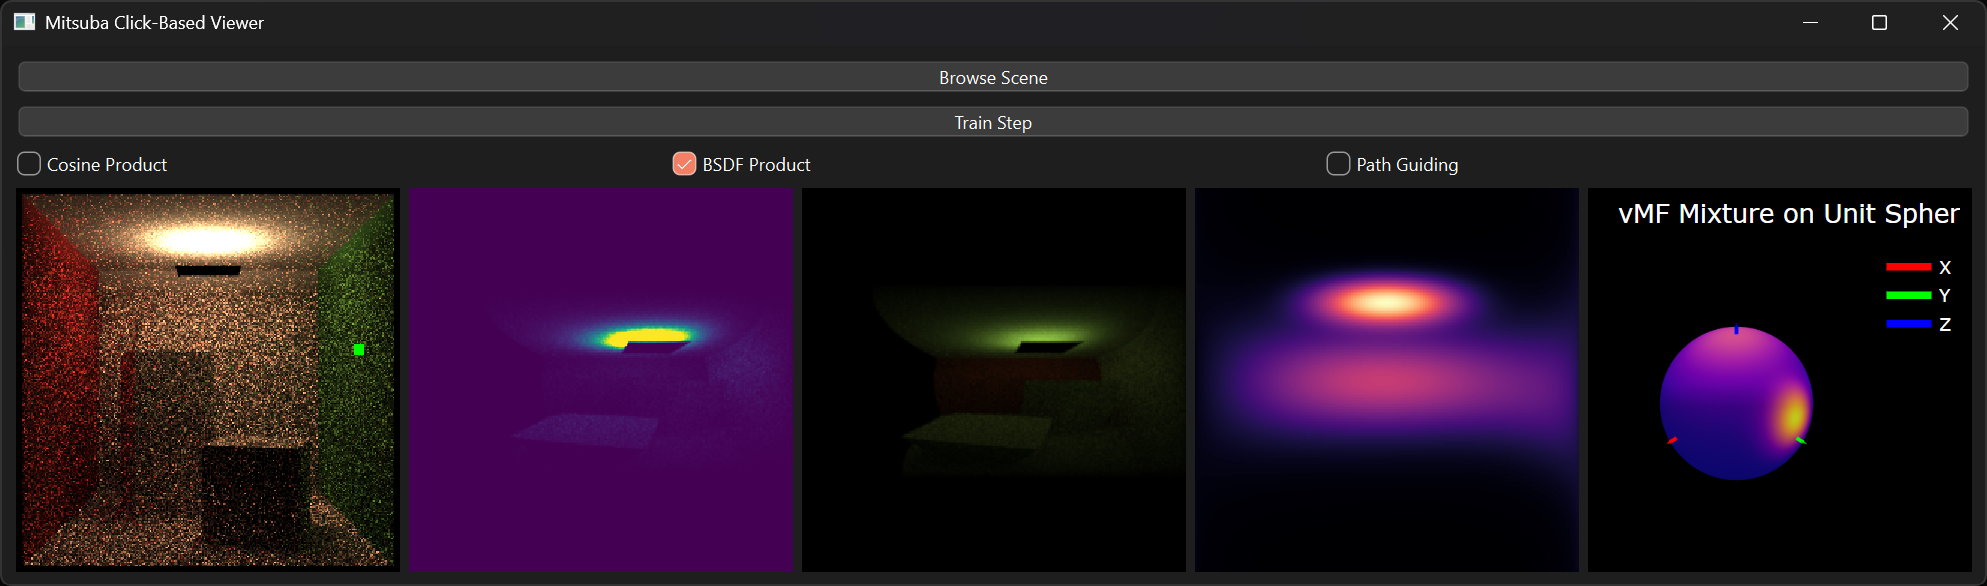 Mitsuba Click-Based Viewer
Browse Scene
Train Step
Cosine Product
BSDF Product
Path Guiding
vMF Mixture on Unit Spher
X
Y
Z